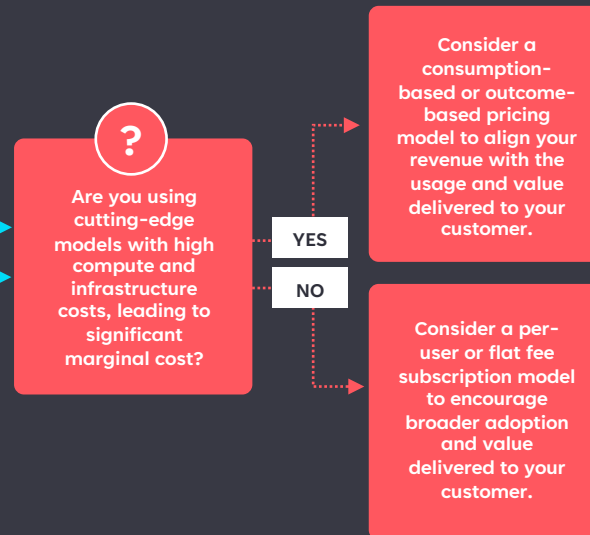 ?
Are you using
cutting-edge
models with high
compute and
infrastructure
costs, leading to
significant
marginal cost?
YES
NO
Consider a
consumption-
based or outcome-
based pricing
model to align your
revenue with the
usage and value
delivered to your
customer.
Consider a per-
user or flat fee
subscription model
to encourage
broader adoption
and value
delivered to your
customer.